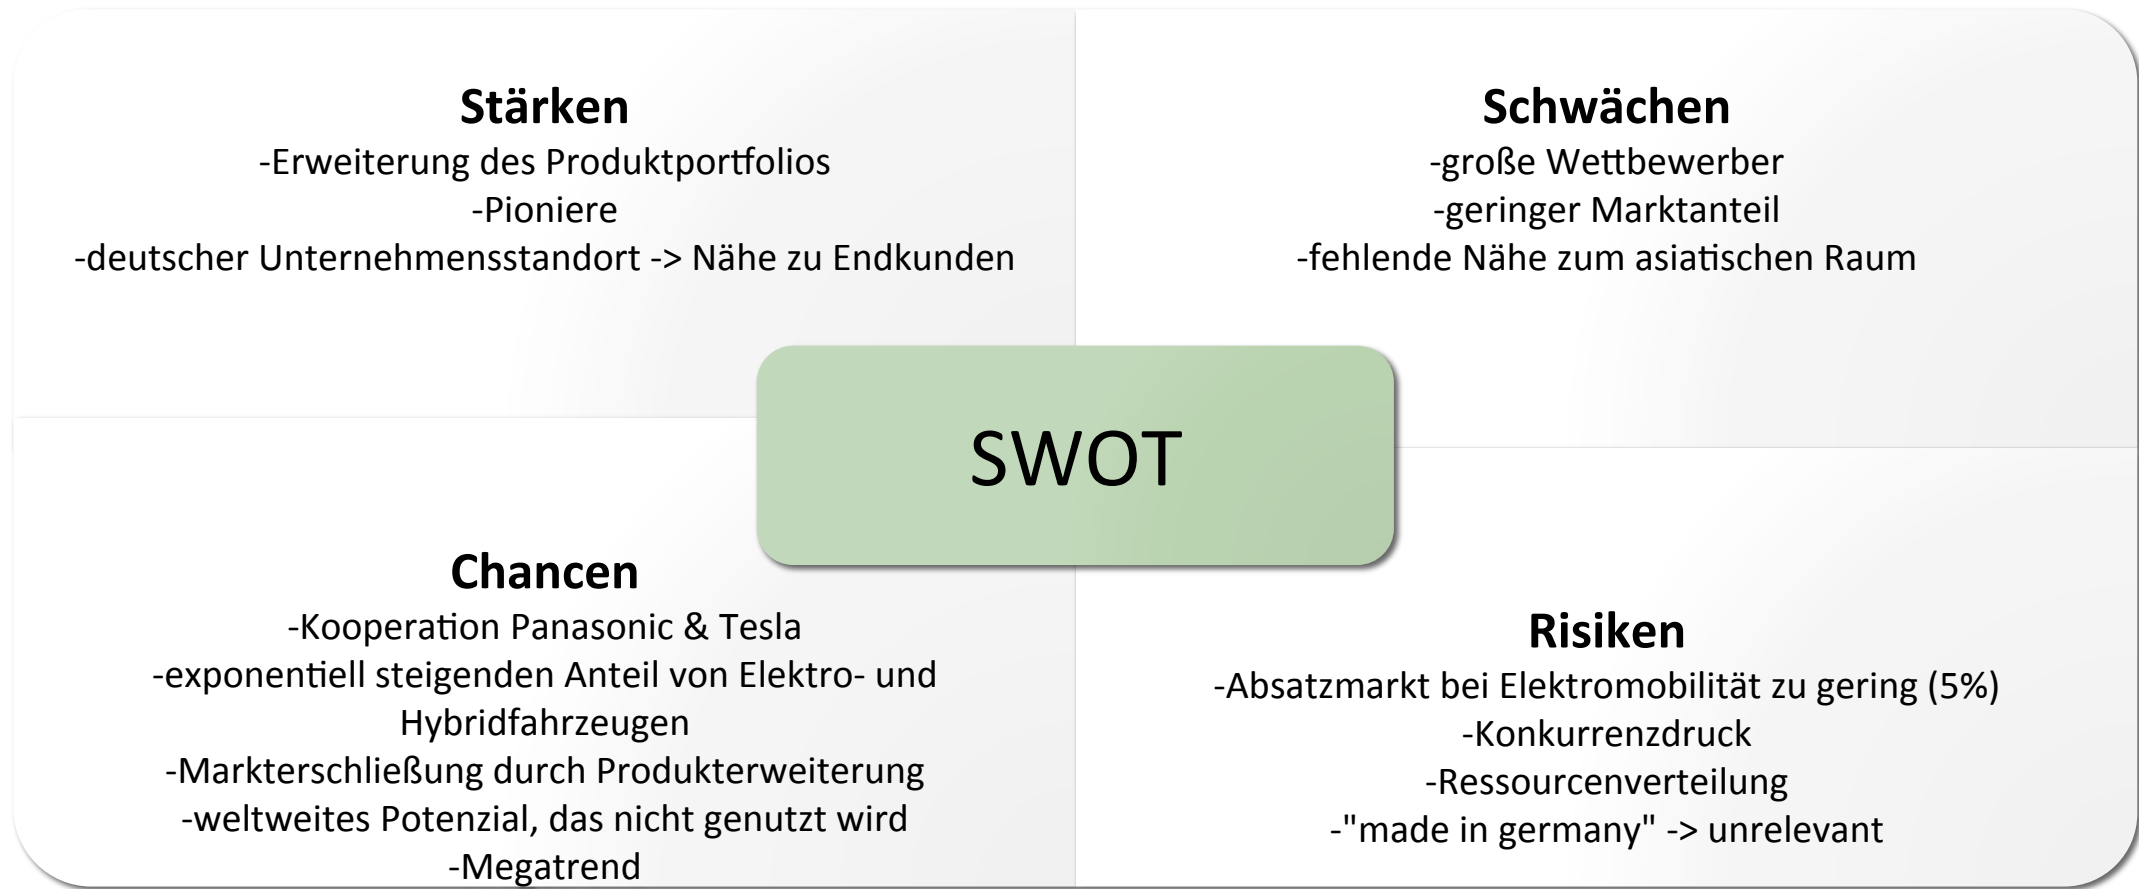 Stärken
-Erweiterung des Produktportfolios
-Pioniere
-deutscher Unternehmensstandort -> Nähe zu Endkunden
Schwächen
-große Wettbewerber
-geringer Marktanteil
-fehlende Nähe zum asiatischen Raum
SWOT
Chancen
-Kooperation Panasonic & Tesla
-exponentiell steigenden Anteil von Elektro- und
Hybridfahrzeugen
-Markterschließung durch Produkterweiterung
-weltweites Potenzial, das nicht genutzt wird
-Megatrend
Risiken
-Absatzmarkt bei Elektromobilität zu gering (5%)
-Konkurrenzdruck
-Ressourcenverteilung
-"made in germany" -> unrelevant